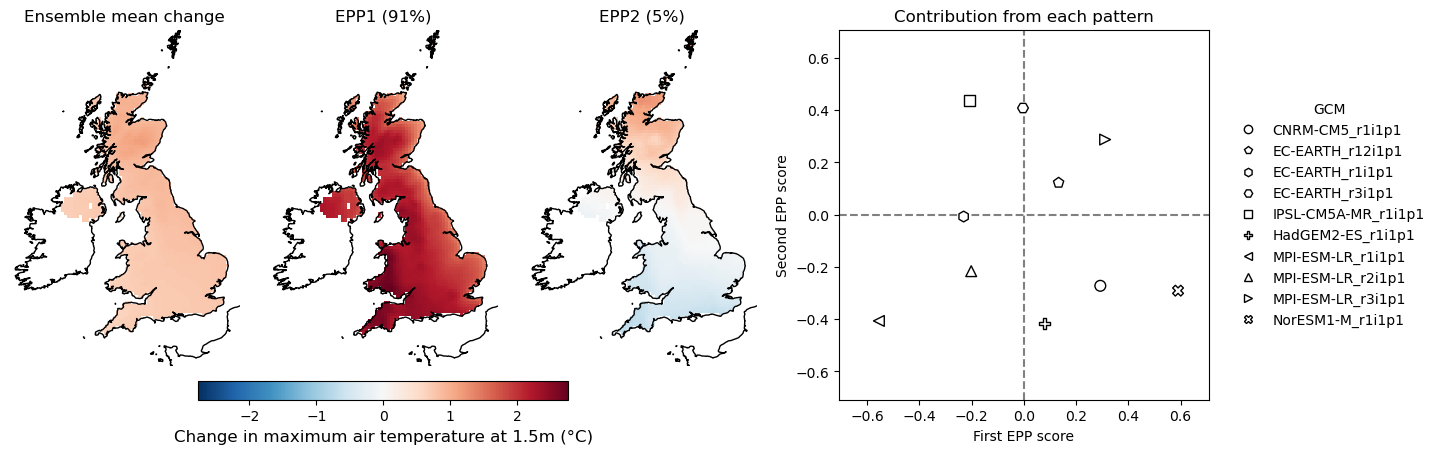 Ensemble mean change
EPP1 (91%)
EPP2 (5%)
−2
−1
0
1
2
Change in maximum air temperature at 1.5m (°C)
Contribution from each pattern
Second EPP score
0.6
0.4
0.2
0.0
−0.2
−0.4
−0.6
−0.6
−0.4
−0.2
0.0
0.2
0.4
0.6
First EPP score
GCM
CNRM-CM5_r1i1p1
EC-EARTH_r12i1p1
EC-EARTH_r1i1p1
EC-EARTH_r3i1p1
IPSL-CM5A-MR_r1i1p1
HadGEM2-ES_r1i1p1
MPI-ESM-LR_r1i1p1
MPI-ESM-LR_r2i1p1
MPI-ESM-LR_r3i1p1
NorESM1-M_r1i1p1